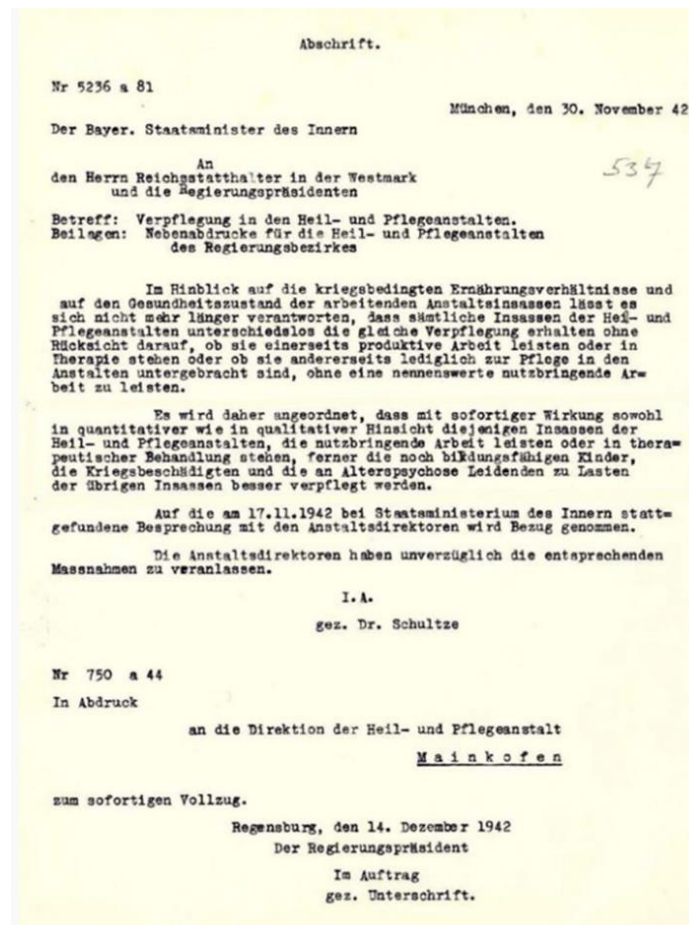 Abschrift.
Nr 5236 a 81
München, den 30. November 42
Der Bayer. Staatsminister des Innern
537
An
den Herrn Reichsstatthalter in der Westmark
und die Regierungspräsidenten
Betreff: Verpflegung in den Heil- und Pflegeanstalten.
Beilagen: Nebenabdrucke für die Heil- und Pflegeanstalten
des Regierungsbezirkes
Im Hinblick auf die kriegsbedingten Ernährungsverhältnisse und
auf den Gesundheitszustand der arbeitenden Anstaltsinsassen lässt es
sich nicht mehr länger verantworten, dass sämtliche Insassen der Heil- und
Pflegeanstalten unterschiedslos die gleiche Verpflegung erhalten ohne
Rücksicht darauf, ob sie einerseits produktive Arbeit leisten oder in
Therapie stehen oder ob sie andererseits lediglich zur Pflege in den
Anstalten untergebracht sind, ohne eine nennenswerte nutzbringende Ar=
beit zu leisten.
Es wird daher angeordnet, dass mit sofortiger Wirkung sowohl
in quantitativer wie in qualitativer Hinsicht diejenigen Insassen der
Heil- und Pflegeanstalten, die nutzbringende Arbeit leisten oder in thera=
peutischer Behandlung stehen, ferner die noch bildungsfähigen Kinder,
die Kriegsbeschädigten und die an Alterspsychose Leidenden zu Lasten
der übrigen Insassen besser verpflegt werden.
Auf die am 17.11.1942 bei Staatsministerium des Innern statt=
gefundene Besprechung mit den Anstaltsdirektoren wird Bezug genommen.
Die Anstaltsdirektoren haben unverzüglich die entsprechenden
Massnahmen zu veranlassen.
I.A.
gez. Dr. Schultze
Nr 750 a 44
In Abdruck
an die Direktion der Heil- und Pflegeanstalt
Mainkofen
zum sofortigen Vollzug.
Regensburg, den 14. Dezember 1942
Der Regierungspräsident
Im Auftrag
gez. Unterschrift.